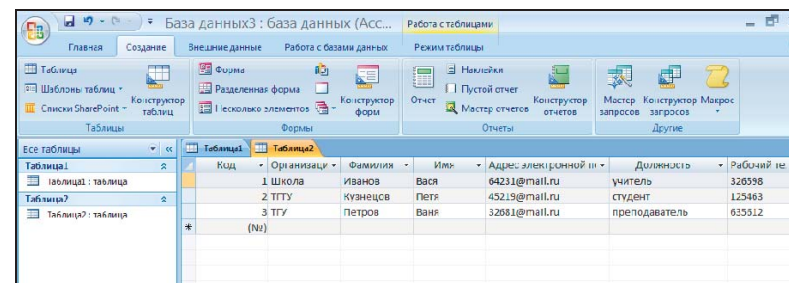 База данных3 : база данных (Acc...
Работа с таблицами
Главная Создание Внешние данные Работа с базами данных Режим таблицы
Таблица
Шаблоны таблиц
Списки SharePoint
Конструктор таблиц
Таблицы
Форма
Разделенная форма
Несколько элементов
Конструктор форм
Формы
Отчет
Наклейки
Пустой отчет
Мастер отчетов
Конструктор отчетов
Отчеты
Мастер запросов
Конструктор запросов
Макрос
Другие
Все таблицы
Таблица1
Таблица1 : таблица
Таблица2
Таблица2 : таблица
Таблица1 Таблица2
Код Организаци Фамилия Имя Адрес электронной Должность Рабочий те
1 Школа Иванов Вася 64231@mail.ru учитель 326598
2 ТГТУ Кузнецов Петя 45219@mail.ru студент 125463
3 ТГУ Петров Ваня 32681@mail.ru преподаватель 635612
(№)